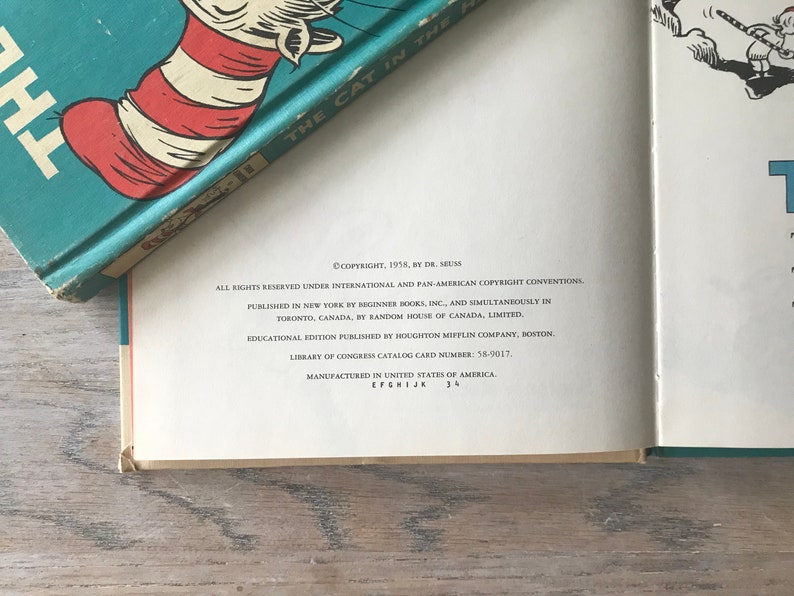 THE
THE CAT IN THE H
©COPYRIGHT, 1958, BY DR. SEUSS
ALL RIGHTS RESERVED UNDER INTERNATIONAL AND PAN-AMERICAN COPYRIGHT CONVENTIONS.
PUBLISHED IN NEW YORK BY BEGINNER BOOKS, INC., AND SIMULTANEOUSLY IN
TORONTO, CANADA, BY RANDOM HOUSE OF CANADA, LIMITED.
EDUCATIONAL EDITION PUBLISHED BY HOUGHTON MIFFLIN COMPANY, BOSTON.
LIBRARY OF CONGRESS CATALOG CARD NUMBER: 58-9017.
MANUFACTURED IN UNITED STATES OF AMERICA.
E F G H I J K 3 4
T